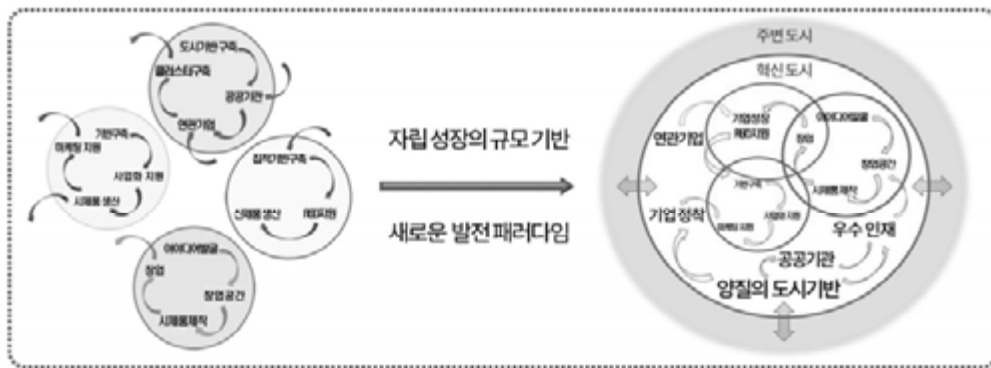 도시기반구축
클러스터구축
공공기관
연관기업
기반구축
마케팅 지원
사업화 지원
시제품 생산
집적기반구축
신제품 생산
R&D지원
아이디어발굴
창업
창업공간
시제품제작
자립 성장의 규모 기반
새로운 발전 패러다임
주변 도시
혁신 도시
연관기업
기업성장
R&D지원
창업
아이디어발굴
창업공간
시제품 제작
기반구축
사업화 지원
마케팅 지원
기업 정착
우수 인재
공공기관
양질의 도시기반